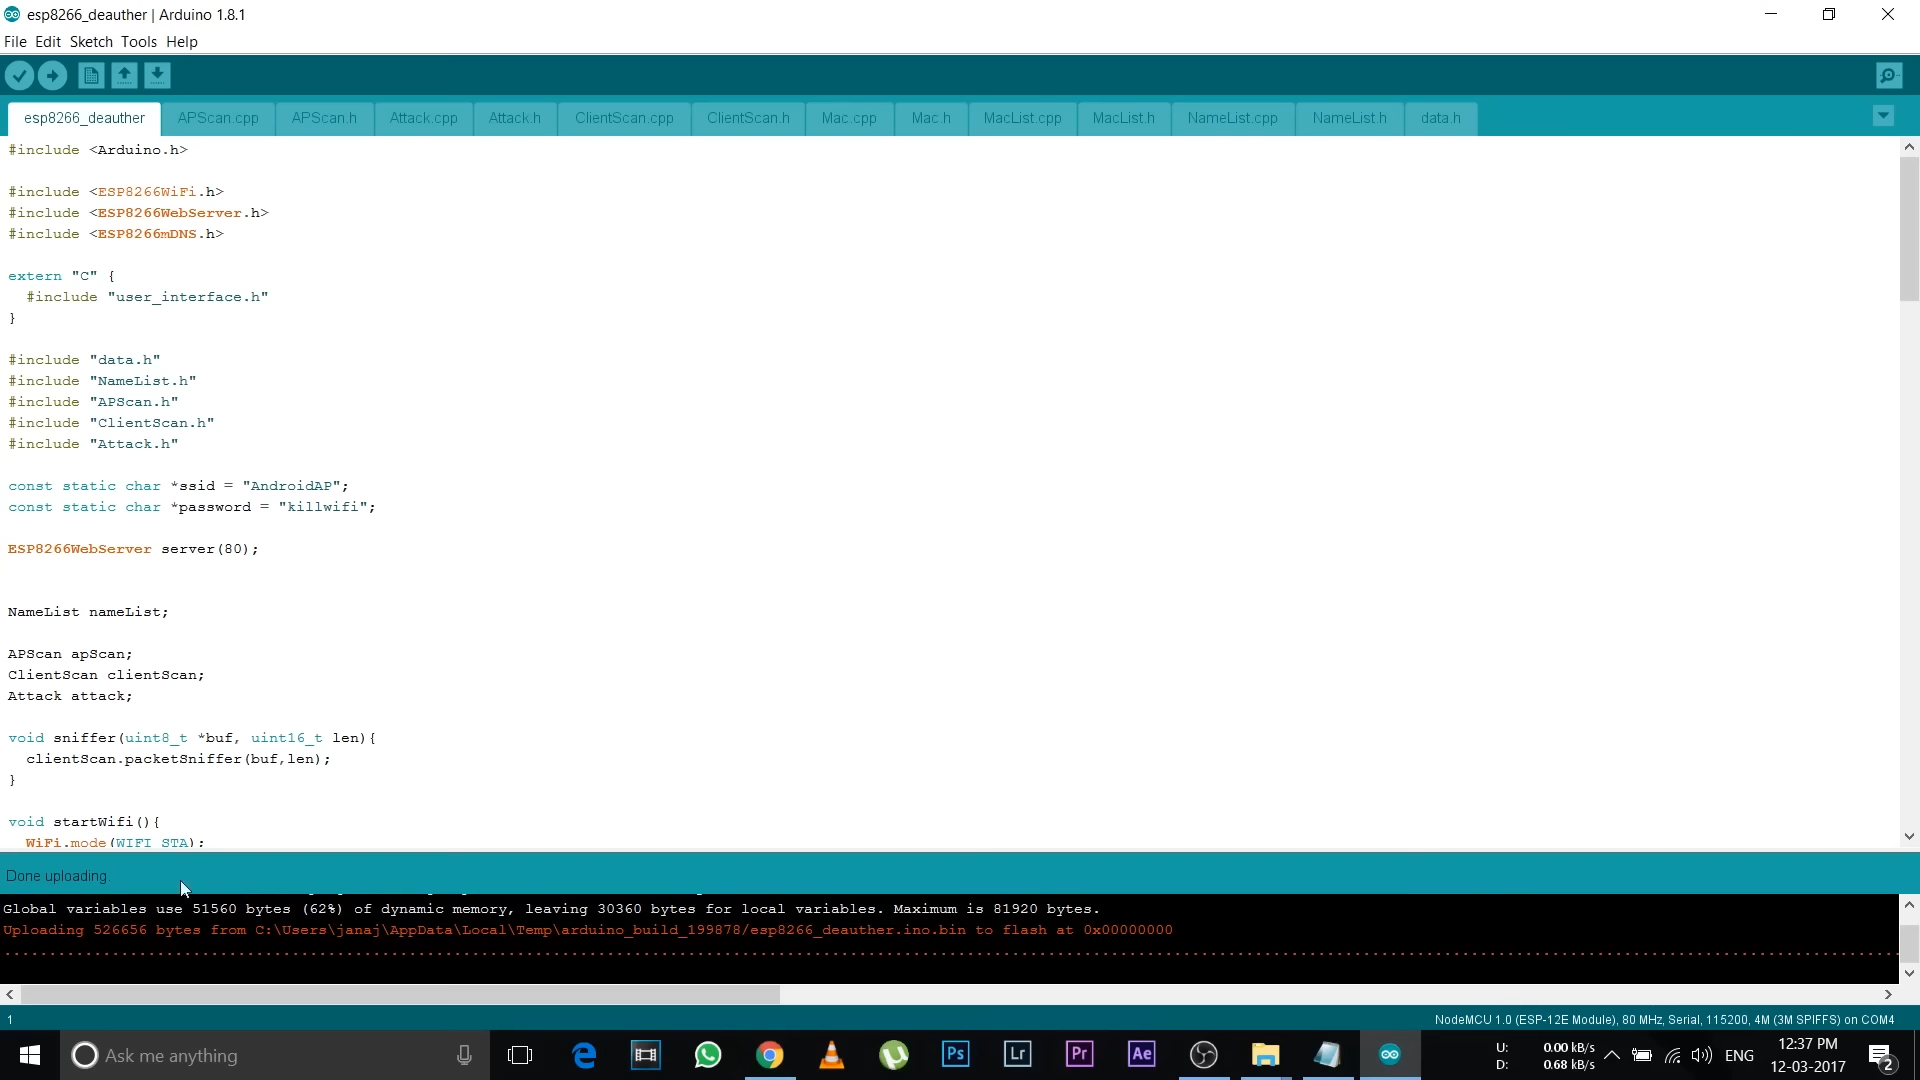 esp8266_deauther | Arduino 1.8.1
File Edit Sketch Tools Help
esp8266_deauther APScan.cpp APScan.h Attack.cpp Attack.h ClientScan.cpp ClientScan.h Mac.cpp Mac.h MacList.cpp MacList.h NameList.cpp NameList.h data.h
#include <Arduino.h>
#include <ESP8266WiFi.h>
#include <ESP8266WebServer.h>
#include <ESP8266mDNS.h>
extern "C" {
#include "user_interface.h"
}
#include "data.h"
#include "NameList.h"
#include "APScan.h"
#include "ClientScan.h"
#include "Attack.h"
const static char *ssid = "AndroidAP";
const static char *password = "killwifi";
ESP8266WebServer server(80);
NameList nameList;
APScan apScan;
ClientScan clientScan;
Attack attack;
void sniffer(uint8_t *buf, uint16_t len){
clientScan.packetSniffer(buf,len);
}
void startWifi(){
WiFi.mode(WIFI_STA);
Done uploading.
Global variables use 51560 bytes (62%) of dynamic memory, leaving 30360 bytes for local variables. Maximum is 81920 bytes.
Uploading 526656 bytes from C:\Users\janaj\AppData\Local\Temp\arduino_build_199878/esp8266_deauther.ino.bin to flash at 0x00000000
1 NodeMCU 1.0 (ESP-12E Module), 80 MHz, Serial, 115200, 4M (3M SPIFFS) on COM4
Ask me anything
Ps Lr Pr Ae
U: 0.00 kB/s
D: 0.68 kB/s
ENG
12:37 PM
12-03-2017
2